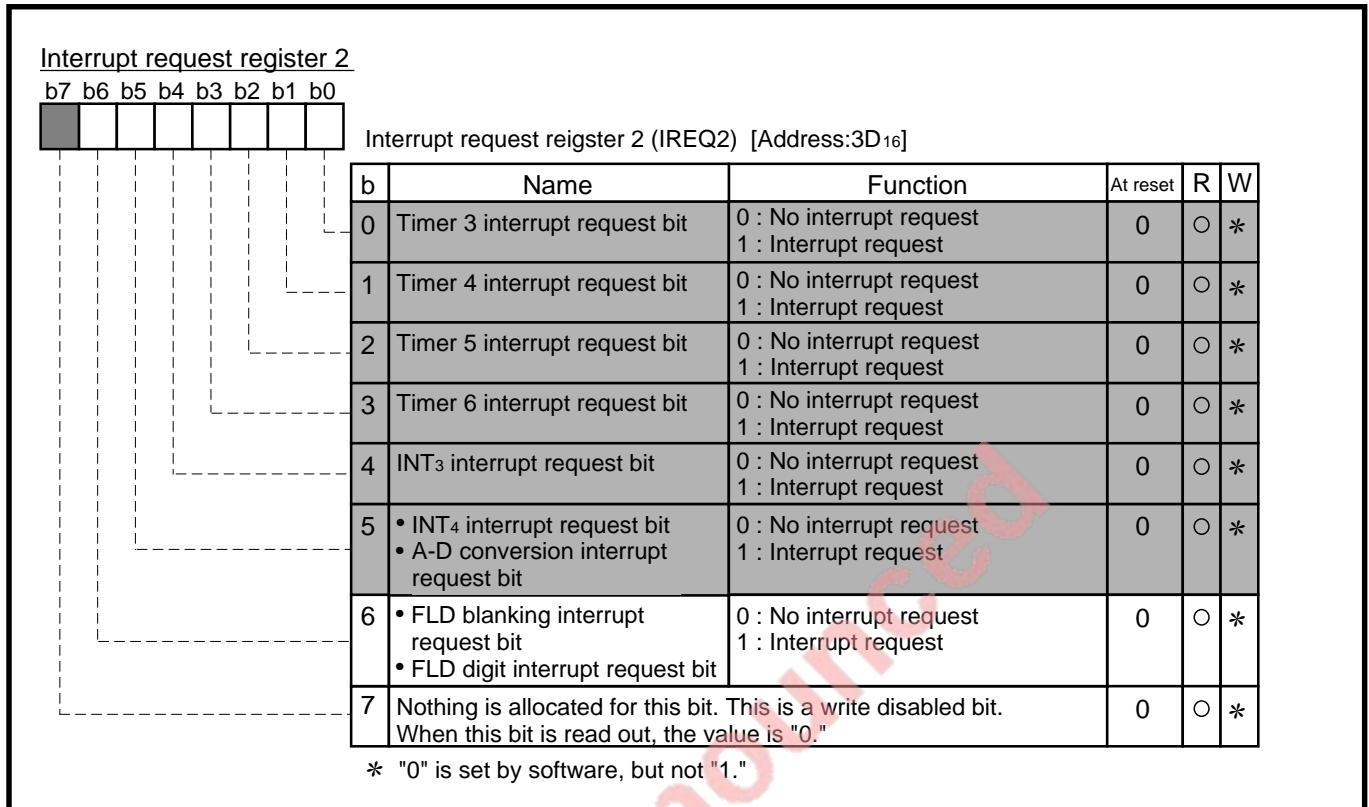 Interrupt request register 2
b7 b6 b5 b4 b3 b2 b1 b0
Interrupt request reigster 2 (IREQ2) [Address:3D16]
b Name Function At reset R W
0 Timer 3 interrupt request bit 0 : No interrupt request 0 ○ *
1 : Interrupt request
1 Timer 4 interrupt request bit 0 : No interrupt request 0 ○ *
1 : Interrupt request
2 Timer 5 interrupt request bit 0 : No interrupt request 0 ○ *
1 : Interrupt request
3 Timer 6 interrupt request bit 0 : No interrupt request 0 ○ *
1 : Interrupt request
4 INT3 interrupt request bit 0 : No interrupt request 0 ○ *
1 : Interrupt request
5 • INT4 interrupt request bit 0 : No interrupt request 0 ○ *
• A-D conversion interrupt 1 : Interrupt request
request bit
6 • FLD blanking interrupt 0 : No interrupt request 0 ○ *
request bit 1 : Interrupt request
• FLD digit interrupt request bit
7 Nothing is allocated for this bit. This is a write disabled bit. 0 ○ *
When this bit is read out, the value is "0."
* "0" is set by software, but not "1."